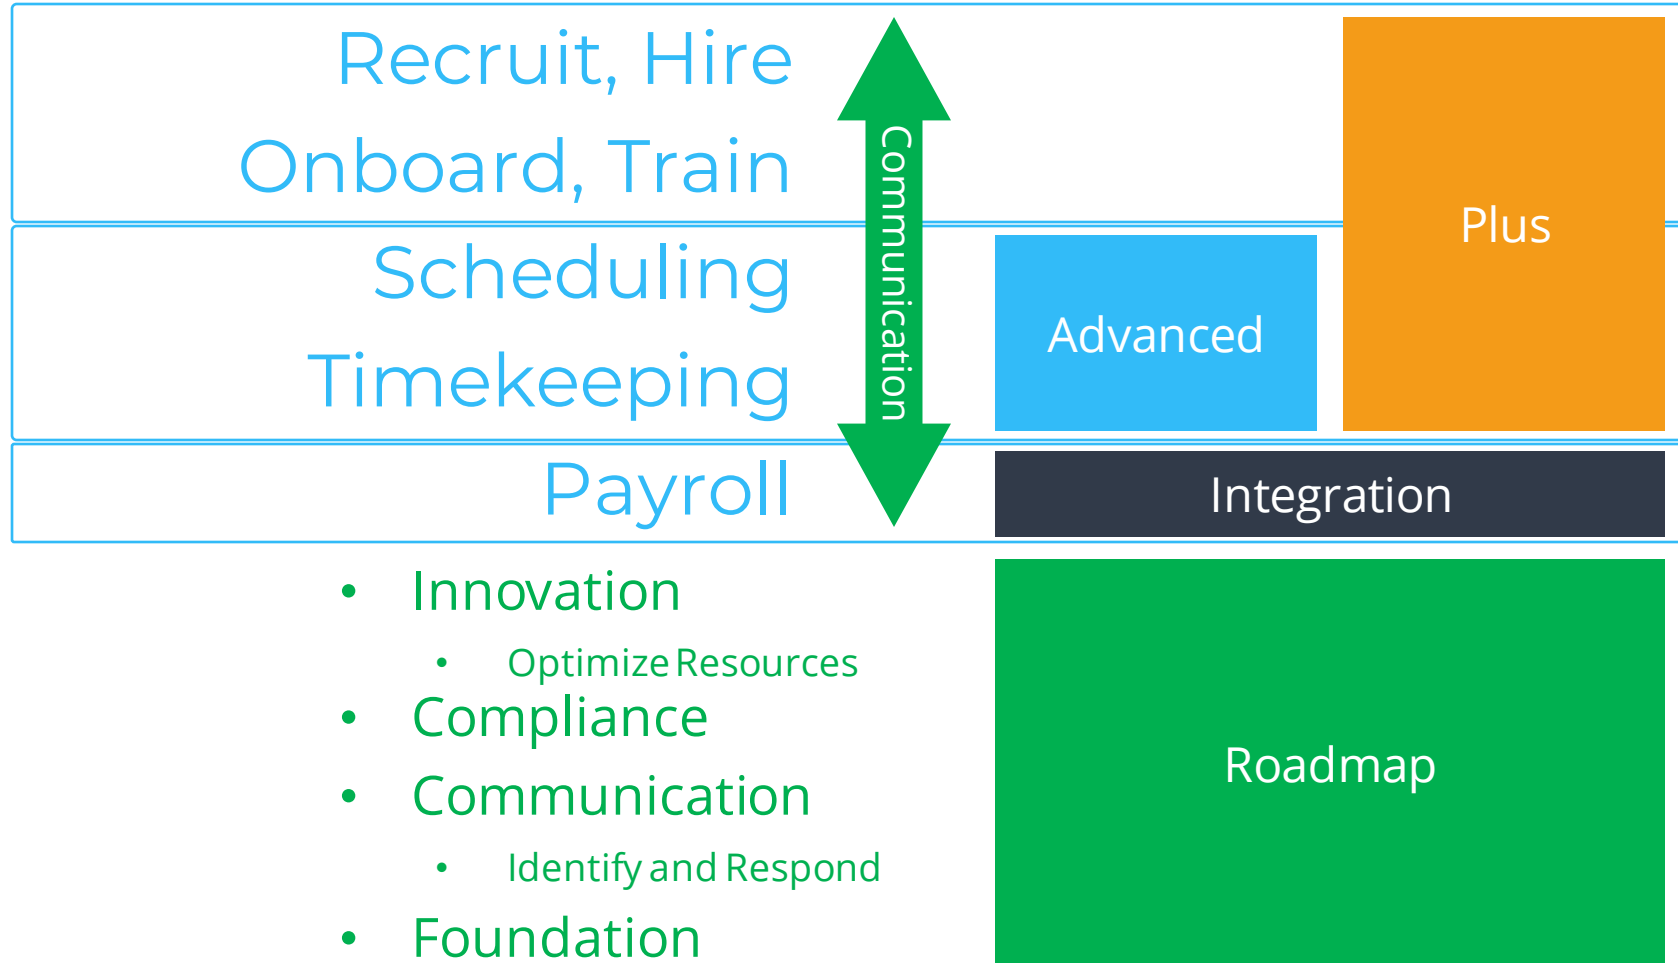 Recruit, Hire
Onboard, Train
Scheduling
Timekeeping
Payroll
Communication
Plus
Advanced
Integration
• Innovation
• Optimize Resources
• Compliance
• Communication
• Identify and Respond
• Foundation
Roadmap